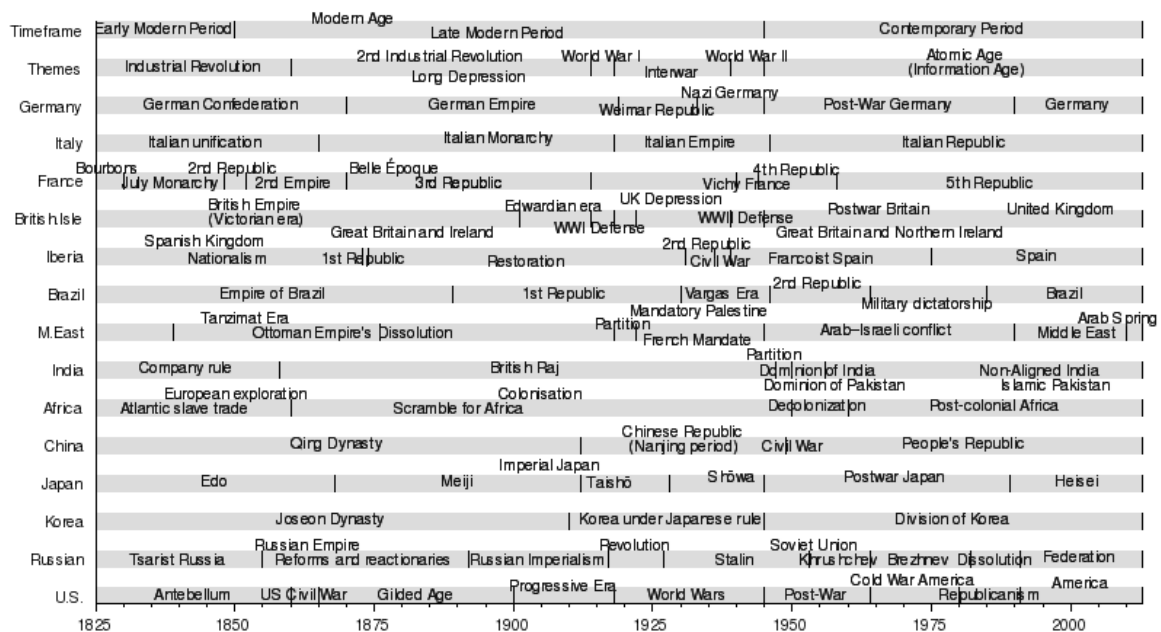 Modern Age
Timeframe Early Modern Period Late Modern Period Contemporary Period
2nd Industrial Revolution World War I World War II Atomic Age
Themes Industrial Revolution Long Depression Interwar (Information Age)
Nazi Germany
Germany German Confederation German Empire Weimar Republic Post-War Germany Germany
Italy Italian unification Italian Monarchy Italian Empire Italian Republic
Bourbons 2nd Republic Belle Époque 4th Republic
France July Monarchy 2nd Empire 3rd Republic Vichy France 5th Republic
British Empire Edwardian era UK Depression Postwar Britain United Kingdom
British.Isle (Victorian era) WWI Defense WWII Defense
Spanish Kingdom Great Britain and Ireland 2nd Republic Great Britain and Northern Ireland
Iberia Nationalism 1st Republic Restoration Civil War Francoist Spain Spain
2nd Republic
Brazil Empire of Brazil 1st Republic Vargas Era Military dictatorship Brazil
Tanzimat Era Partition Mandatory Palestine Arab Spring
M.East Ottoman Empire's Dissolution French Mandate Arab–Israeli conflict Middle East
Partition
India Company rule British Raj Dominion of India Non-Aligned India
European exploration Colonisation Dominion of Pakistan Islamic Pakistan
Africa Atlantic slave trade Scramble for Africa Decolonization Post-colonial Africa
Chinese Republic
China Qing Dynasty (Nanjing period) Civil War People's Republic
Imperial Japan
Japan Edo Meiji Taishō Shōwa Postwar Japan Heisei
Korea Joseon Dynasty Korea under Japanese rule Division of Korea
Russian Empire Revolution Soviet Union
Russian Tsarist Russia Reforms and reactionaries Russian Imperialism Stalin Khrushchev Brezhnev Dissolution Federation
Progressive Era Cold War America America
U.S. Antebellum US Civil War Gilded Age World Wars Post-War Republicanism
1825 1850 1875 1900 1925 1950 1975 2000